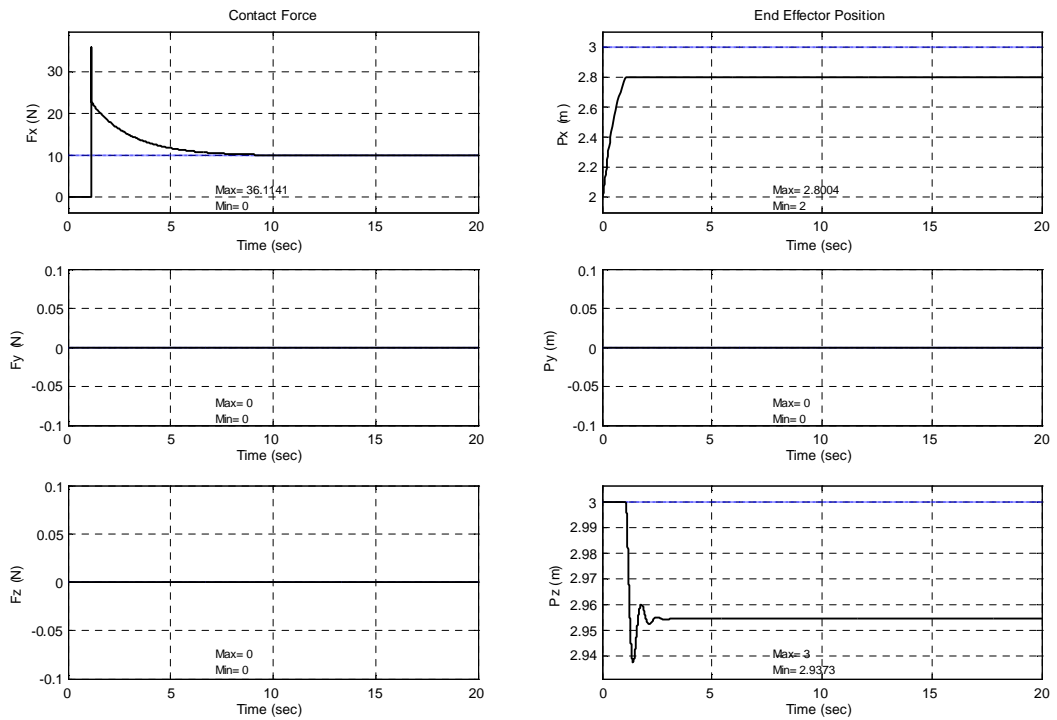 Contact Force
30
20
10
0
Fx (N)
Max= 36.1141
Min= 0
0 5 10 15 20
Time (sec)
End Effector Position
3
2.8
2.6
2.4
2.2
2
Px (m)
Max= 2.8004
Min= 2
0 5 10 15 20
Time (sec)
0.1
0.05
0
-0.05
-0.1
Fy (N)
Max= 0
Min= 0
0 5 10 15 20
Time (sec)
0.1
0.05
0
-0.05
-0.1
Py (m)
Max= 0
Min= 0
0 5 10 15 20
Time (sec)
0.1
0.05
0
-0.05
-0.1
Fz (N)
Max= 0
Min= 0
0 5 10 15 20
Time (sec)
3
2.99
2.98
2.97
2.96
2.95
2.94
Pz (m)
Max= 3
Min= 2.9373
0 5 10 15 20
Time (sec)